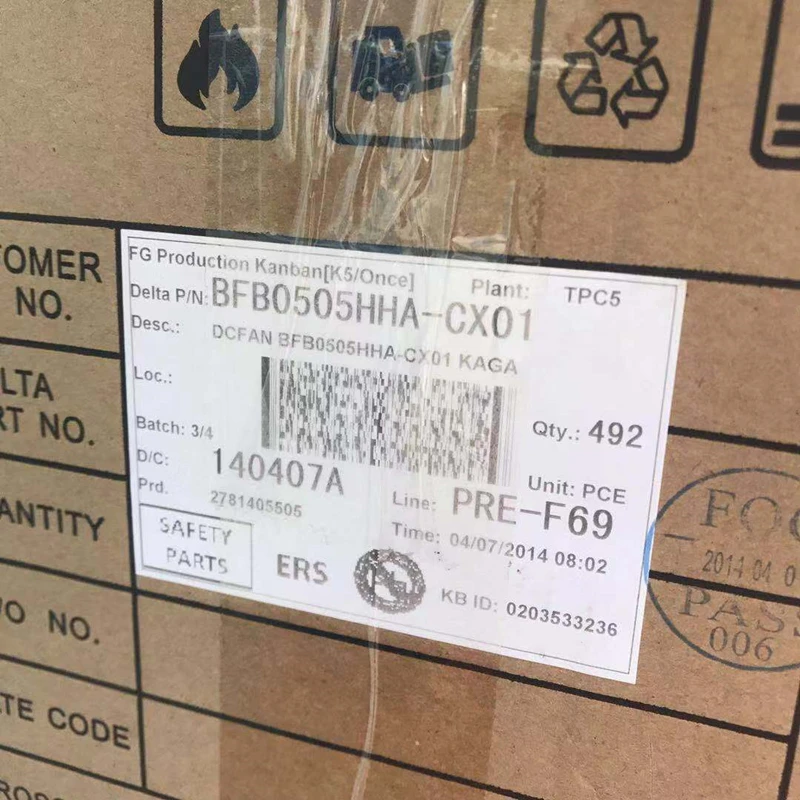 FG Production Kanban[K5/Once]
Plant: TPC5
Delta P/N: BFB0505HHA-CX01
Desc.: DCFAN BFB0505HHA-CX01 KAGA
Loc.:
Qty.: 492
Batch: 3/4
Unit: PCE
D/C: 140407A
Line: PRE-F69
Prd. 2781405505
Time: 04/07/2014 08:02
SAFETY
PARTS
ERS
KB ID: 0203533236
OMER
NO.
LTA
RT NO.
ANTITY
O NO.
TE CODE
2014 04 0
PASS
006